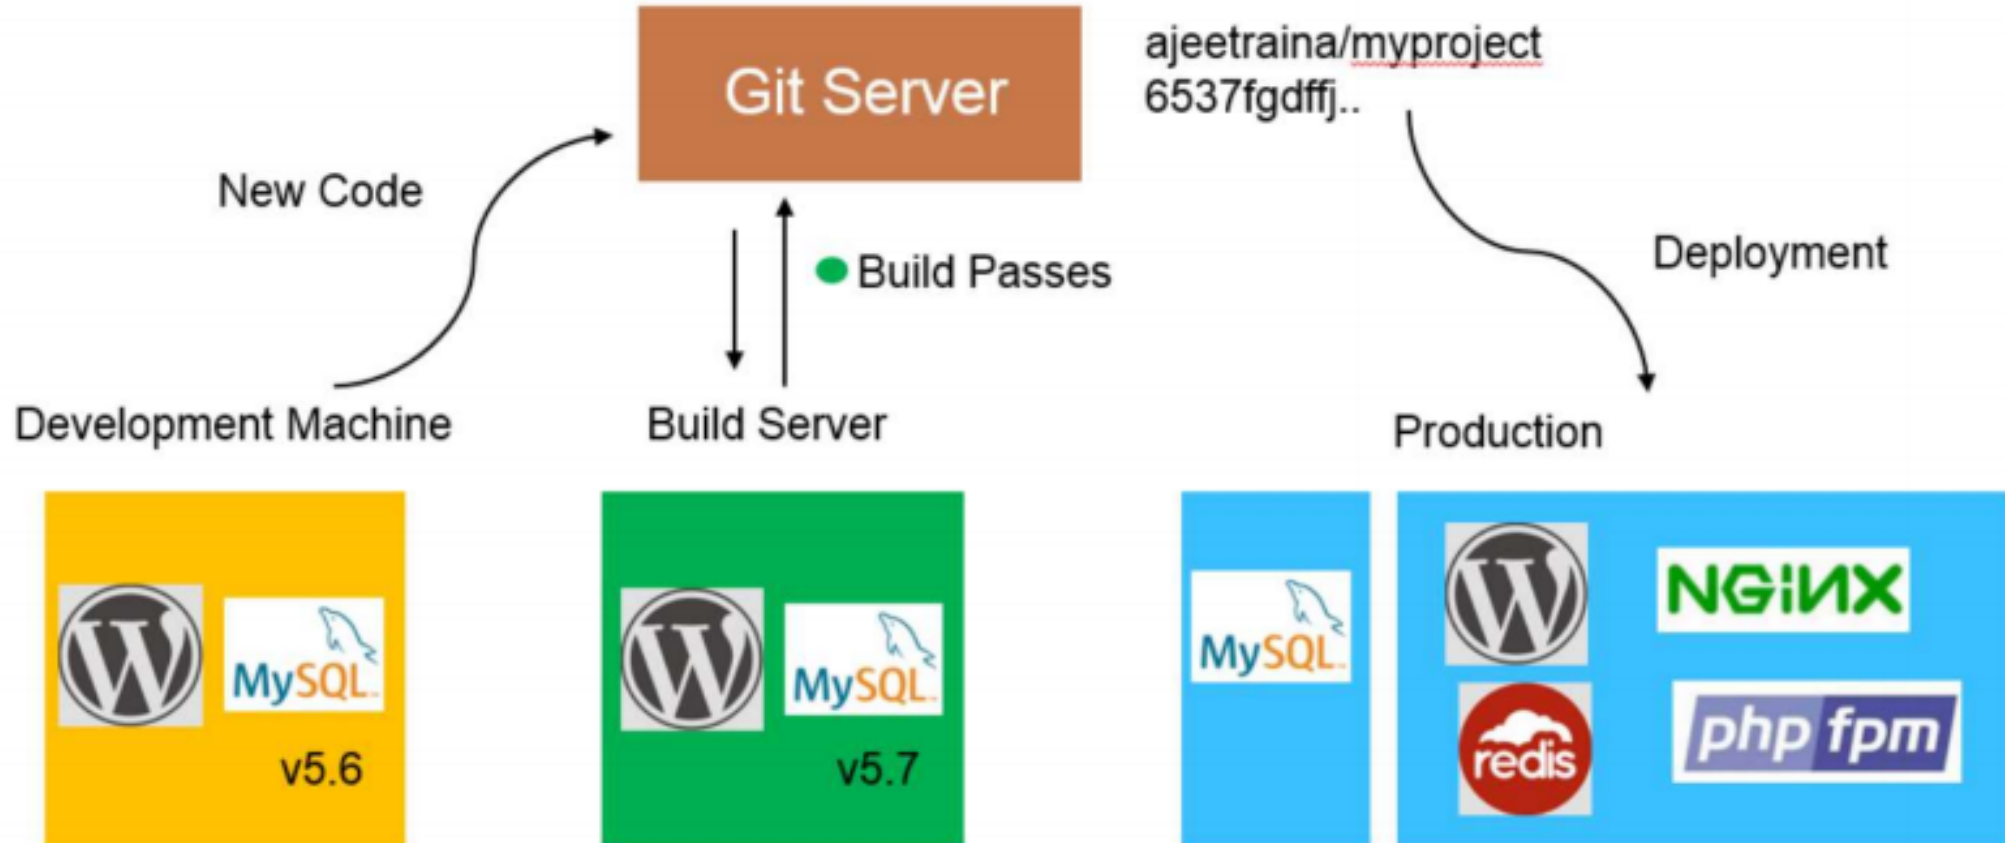 Git Server
ajeetraina/myproject
6537fgdffj..
New Code
Build Passes
Deployment
Development Machine
Build Server
Production
W
MySQL
v5.6
W
MySQL
v5.7
MySQL
W
NGINX
redis
php fpm